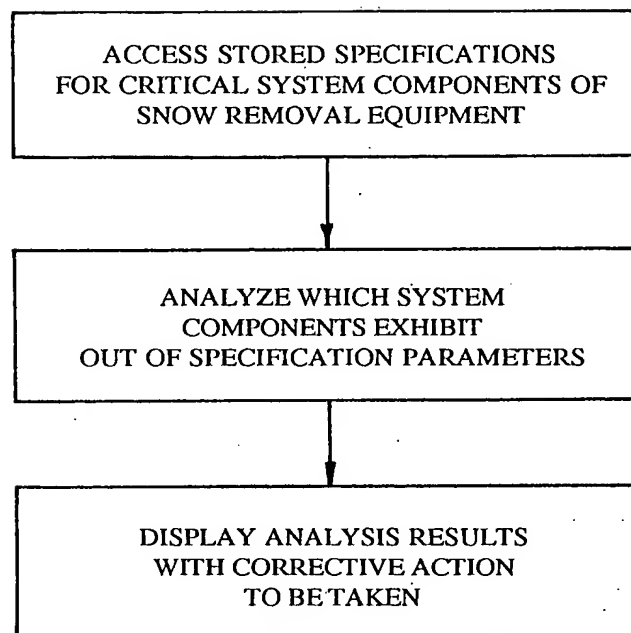 ACCESS STORED SPECIFICATIONS
FOR CRITICAL SYSTEM COMPONENTS OF
SNOW REMOVAL EQUIPMENT
ANALYZE WHICH SYSTEM
COMPONENTS EXHIBIT
OUT OF SPECIFICATION PARAMETERS
DISPLAY ANALYSIS RESULTS
WITH CORRECTIVE ACTION
TO BE TAKEN